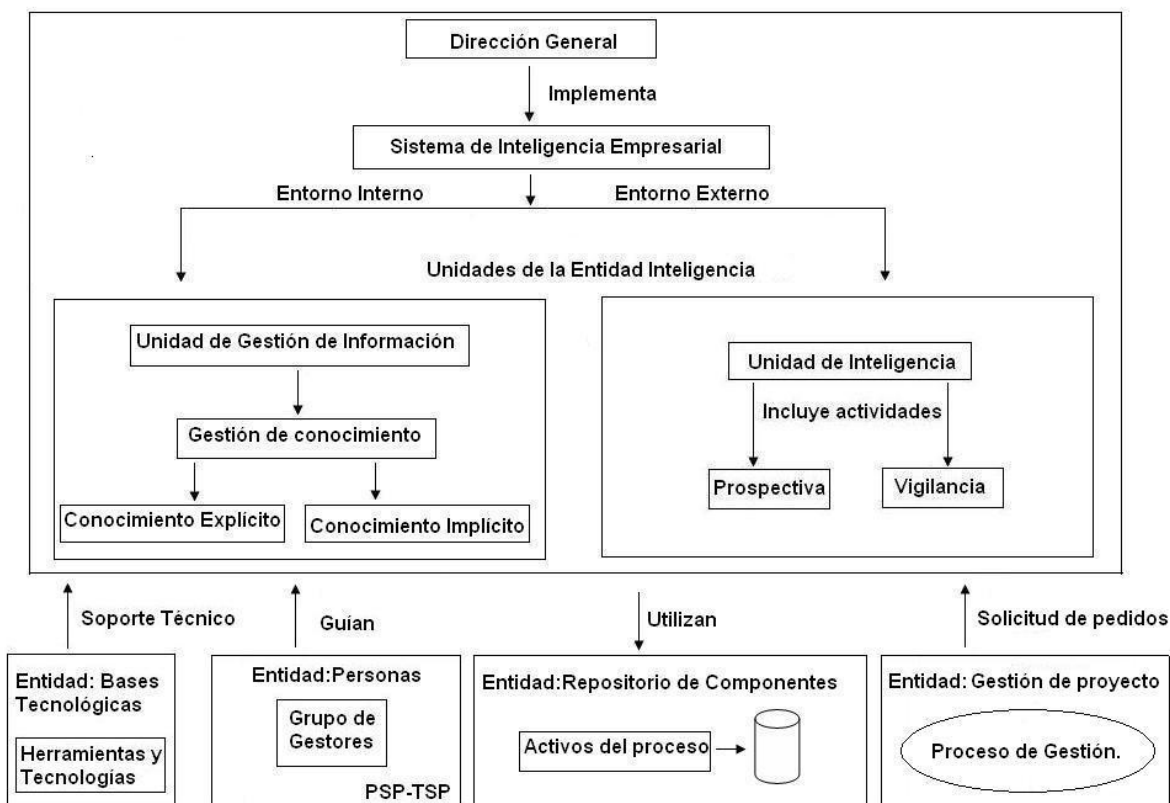 Dirección General
Implementa
Sistema de Inteligencia Empresarial
Entorno Interno
Entorno Externo
Unidades de la Entidad Inteligencia
Unidad de Gestión de Información
Gestión de conocimiento
Conocimiento Explícito
Conocimiento Implícito
Unidad de Inteligencia
Incluye actividades
Prospectiva
Vigilancia
Soporte Técnico
Guían
Utilizan
Solicitud de pedidos
Entidad: Bases
Tecnológicas
Herramientas y
Tecnologías
Entidad:Personas
Grupo de
Gestores
PSP-TSP
Entidad:Repositorio de Componentes
Activos del proceso
Entidad: Gestión de proyecto
Proceso de Gestión.